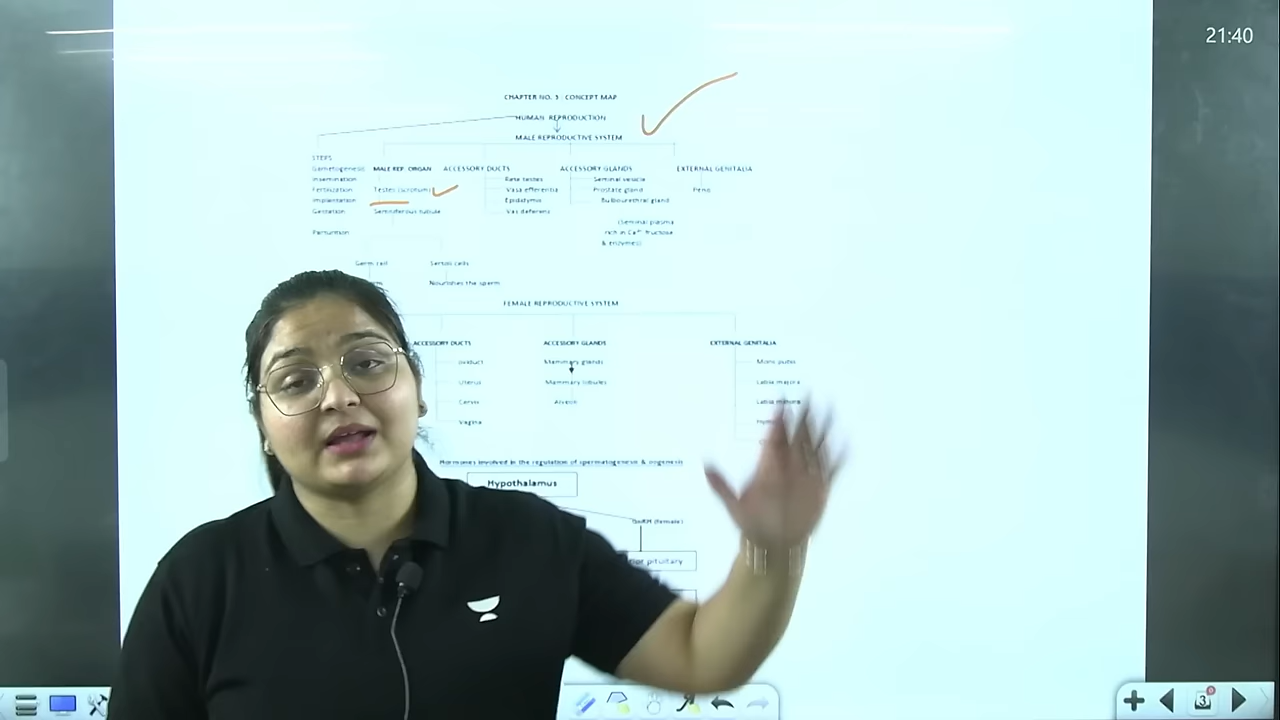 21:40
CHAPTER NO. 3 : CONCEPT MAP
HUMAN REPRODUCTION
MALE REPRODUCTIVE SYSTEM
STEPS
Gametogenesis
Insemination
Fertilization
Implantation
Gestation
Parturition
MALE REP. ORGAN
Testes (scrotum)
Seminiferous tubule
Germ cell
Sertoli cells
Nourishes the sperm
ACCESSORY DUCTS
Rete testes
Vasa efferentia
Epididymis
Vas deferens
ACCESSORY GLANDS
Seminal vesicle
Prostate gland
Bulbourethral gland
(Seminal plasma
rich in Ca²⁺ fructose
& enzymes)
EXTERNAL GENITALIA
Penis
FEMALE REPRODUCTIVE SYSTEM
ACCESSORY DUCTS
oviduct
Uterus
Cervix
Vagina
ACCESSORY GLANDS
Mammary glands
Mammary lobules
Alveoli
EXTERNAL GENITALIA
Mons pubis
Labia majora
Labia minora
Hormones involved in the regulation of spermatogenesis & oogenesis
Hypothalamus
GnRH (female)
pituitary
3